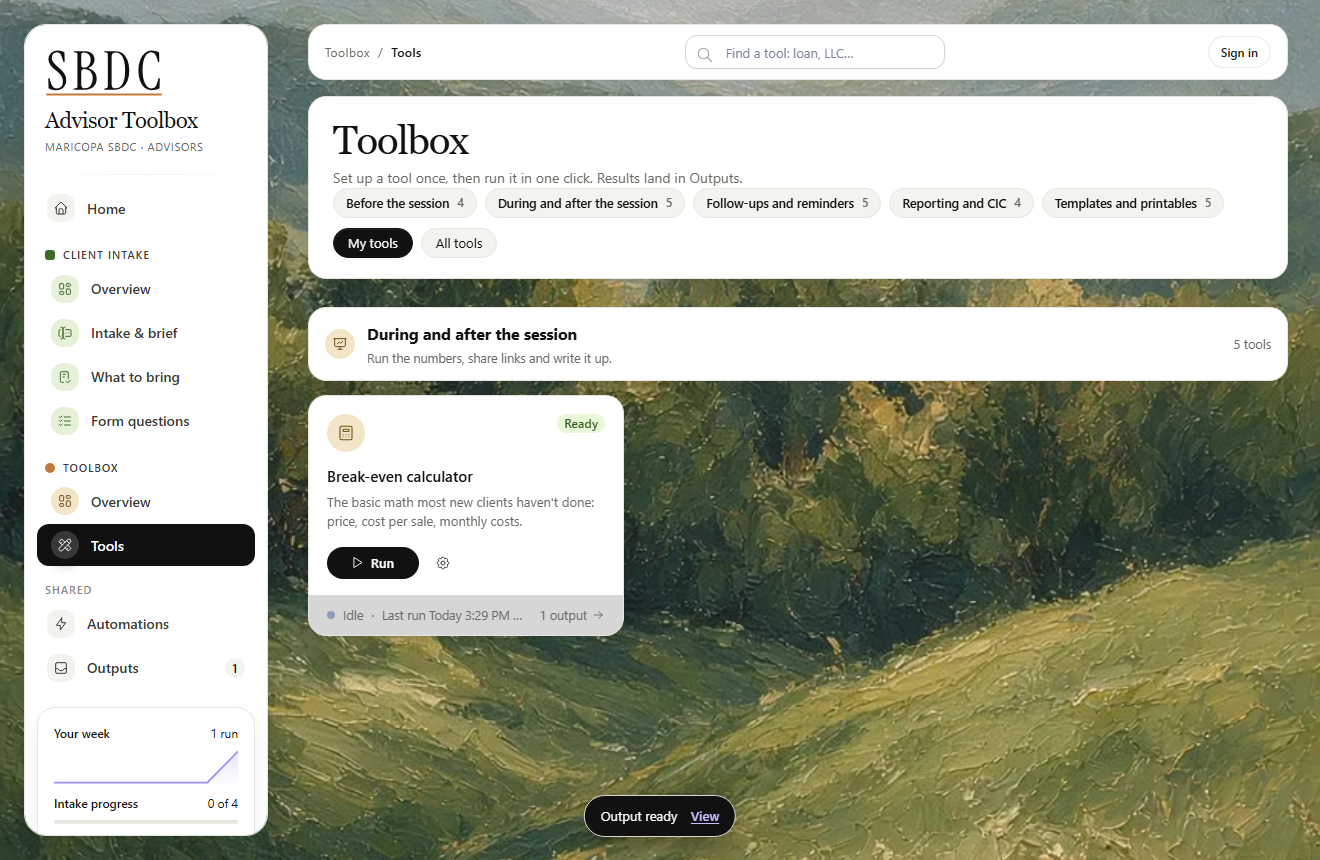 SBDC
Advisor Toolbox
MARICOPA SBDC · ADVISORS
Home
CLIENT INTAKE
Overview
Intake & brief
What to bring
Form questions
TOOLBOX
Overview
Tools
SHARED
Automations
Outputs 1
Your week 1 run
Intake progress 0 of 4
Toolbox / Tools
Find a tool: loan, LLC...
Sign in
Toolbox
Set up a tool once, then run it in one click. Results land in Outputs.
Before the session 4
During and after the session 5
Follow-ups and reminders 5
Reporting and CIC 4
Templates and printables 5
My tools
All tools
During and after the session
Run the numbers, share links and write it up.
5 tools
Ready
Break-even calculator
The basic math most new clients haven't done:
price, cost per sale, monthly costs.
Run
Idle · Last run Today 3:29 PM ... 1 output →
Output ready View